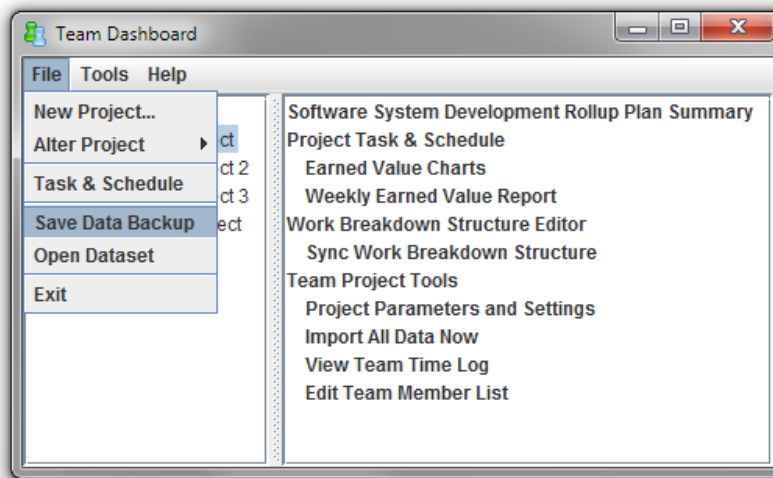 Team Dashboard
File Tools Help
New Project...
Alter Project
Task & Schedule
Save Data Backup
Open Dataset
Exit
ct
ct 2
ct 3
ect
Software System Development Rollup Plan Summary
Project Task & Schedule
Earned Value Charts
Weekly Earned Value Report
Work Breakdown Structure Editor
Sync Work Breakdown Structure
Team Project Tools
Project Parameters and Settings
Import All Data Now
View Team Time Log
Edit Team Member List